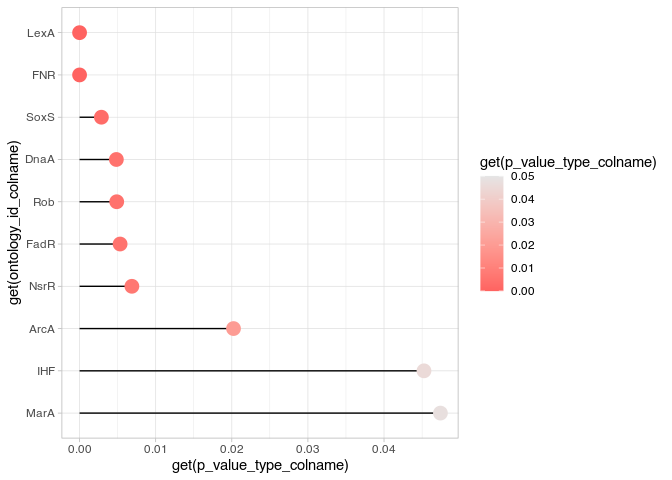 LexA
FNR
SoxS
DnaA
Rob
FadR
NsrR
ArcA
IHF
MarA
get(ontology_id_colname)
0.00 0.01 0.02 0.03 0.04
get(p_value_type_colname)
get(p_value_type_colname)
0.05
0.04
0.03
0.02
0.01
0.00